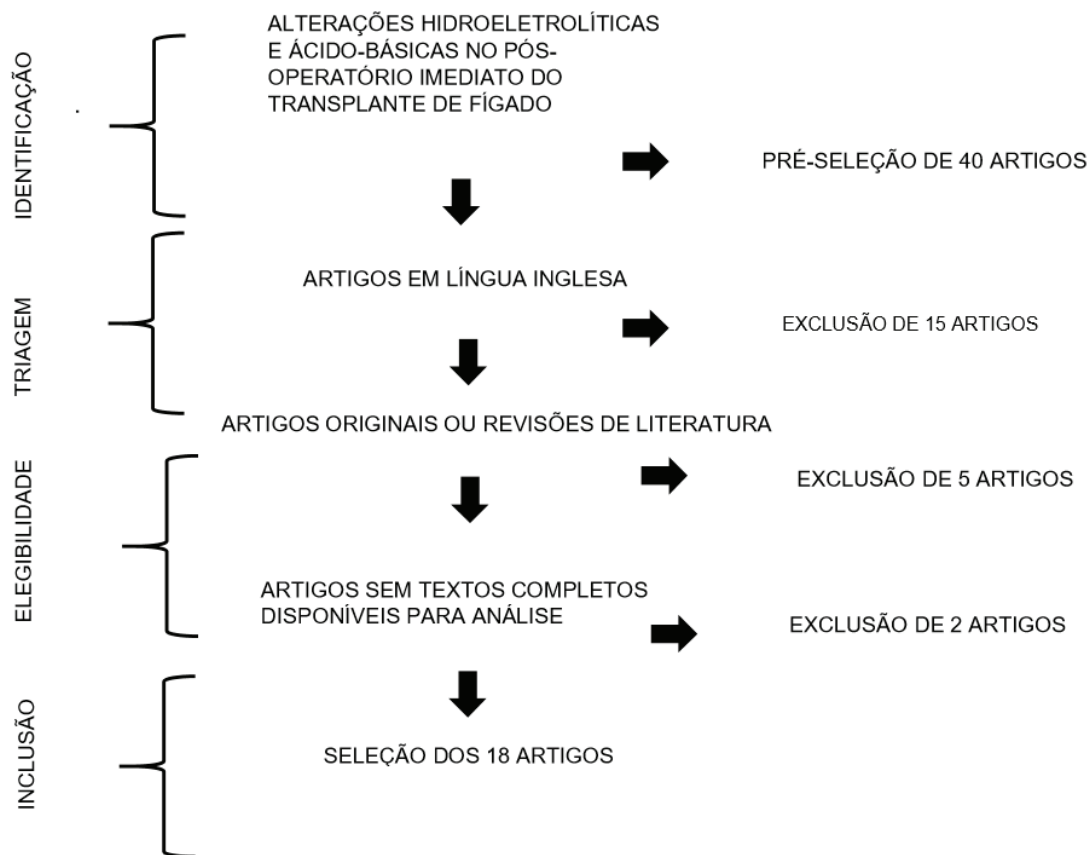 IDENTIFICAÇÃO
ALTERAÇÕES HIDROELETROLÍTICAS
E ÁCIDO-BÁSICAS NO PÓS-
OPERATÓRIO IMEDIATO DO
TRANSPLANTE DE FÍGADO
PRÉ-SELEÇÃO DE 40 ARTIGOS
TRIAGEM
ARTIGOS EM LÍNGUA INGLESA
EXCLUSÃO DE 15 ARTIGOS
ARTIGOS ORIGINAIS OU REVISÕES DE LITERATURA
ELEGIBILIDADE
EXCLUSÃO DE 5 ARTIGOS
ARTIGOS SEM TEXTOS COMPLETOS
DISPONÍVEIS PARA ANÁLISE
EXCLUSÃO DE 2 ARTIGOS
INCLUSÃO
SELEÇÃO DOS 18 ARTIGOS